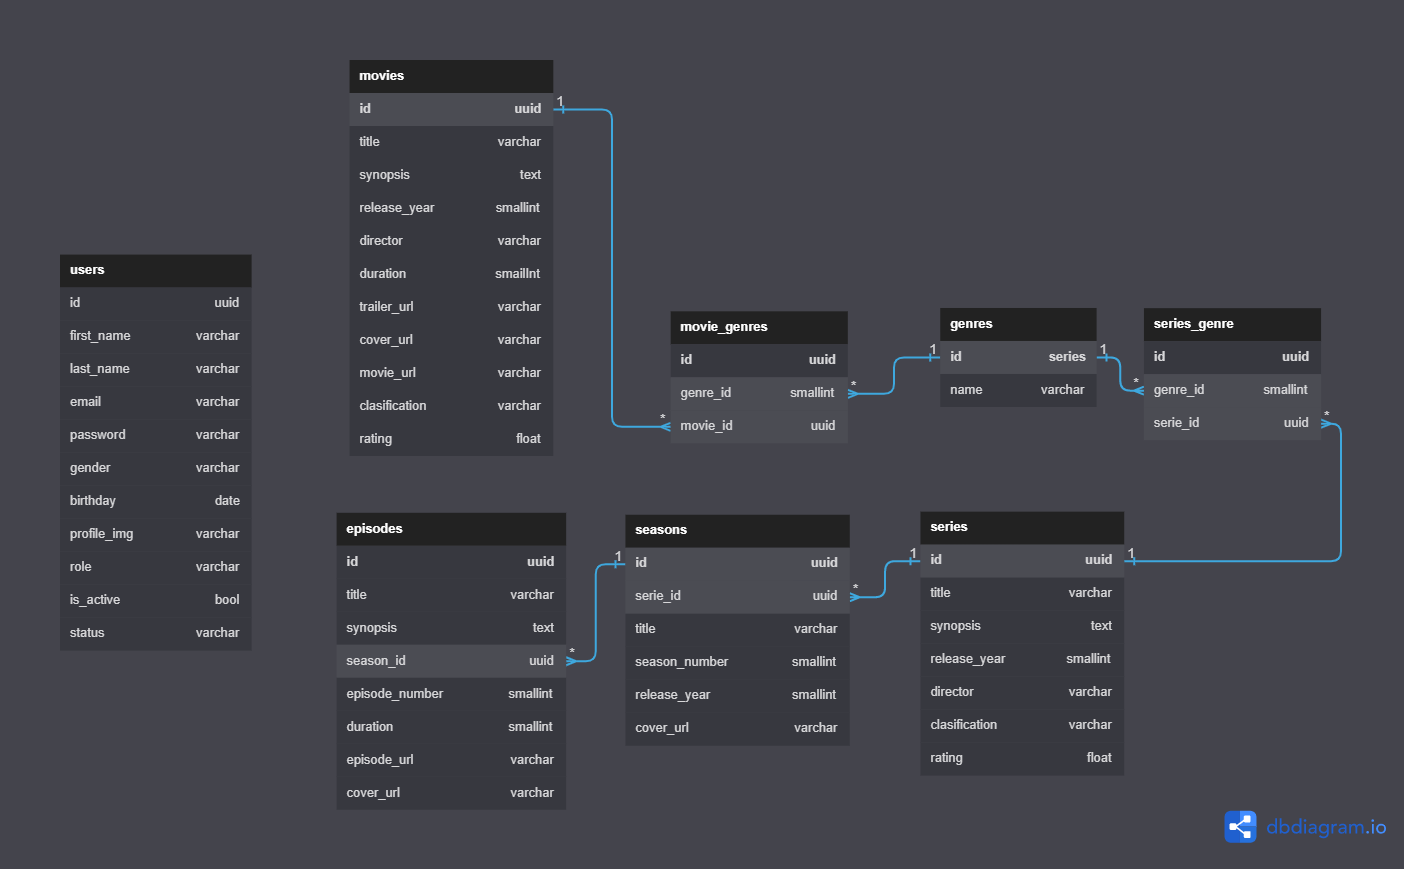 movies
id uuid
title varchar
synopsis text
release_year smallint
director varchar
duration smaillnt
trailer_url varchar
cover_url varchar
movie_url varchar
clasification varchar
rating float
1
*
users
id uuid
first_name varchar
last_name varchar
email varchar
password varchar
gender varchar
birthday date
profile_img varchar
role varchar
is_active bool
status varchar
movie_genres
id uuid
genre_id smallint
movie_id uuid
*
1
genres
id series
name varchar
1
*
series_genre
id uuid
genre_id smallint
serie_id uuid
*
episodes
id uuid
title varchar
synopsis text
season_id uuid
episode_number smallint
duration smallint
episode_url varchar
cover_url varchar
*
1
seasons
id uuid
serie_id uuid
title varchar
season_number smallint
release_year smallint
cover_url varchar
*
1
series
id uuid
title varchar
synopsis text
release_year smallint
director varchar
clasification varchar
rating float
1
dbdiagram.io